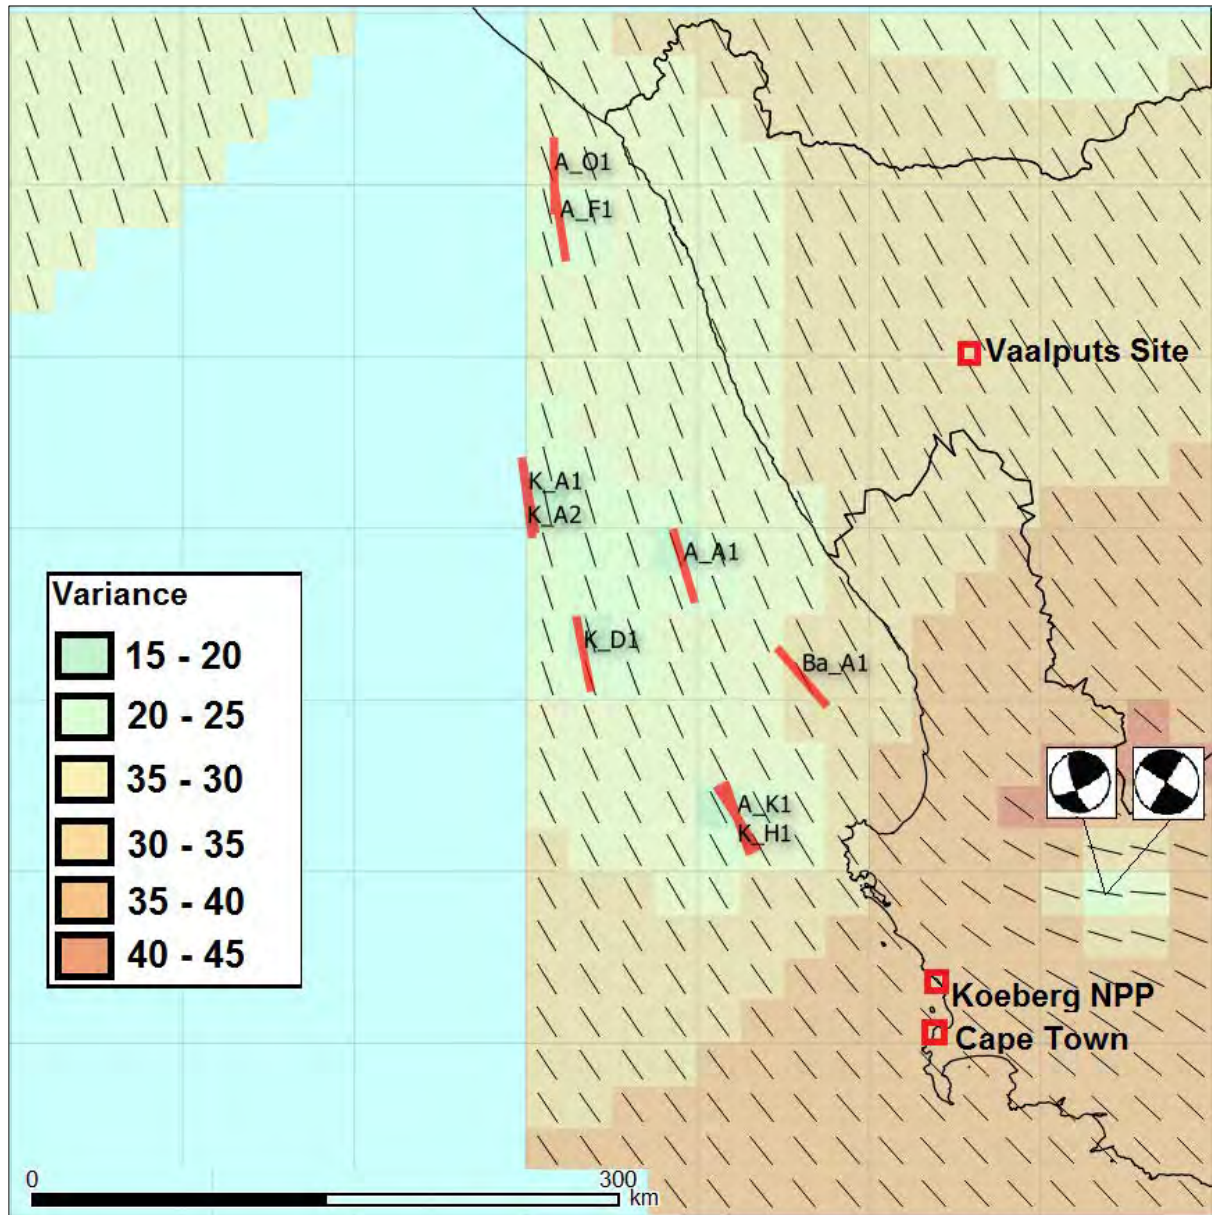 A_O1
A_F1
Vaalputs Site
K_A1
K_A2
A_A1
Variance
15 - 20
K_D1
Ba_A1
20 - 25
35 - 30
A_K1
K_H1
30 - 35
35 - 40
40 - 45
Koeberg NPP
Cape Town
0
300
km